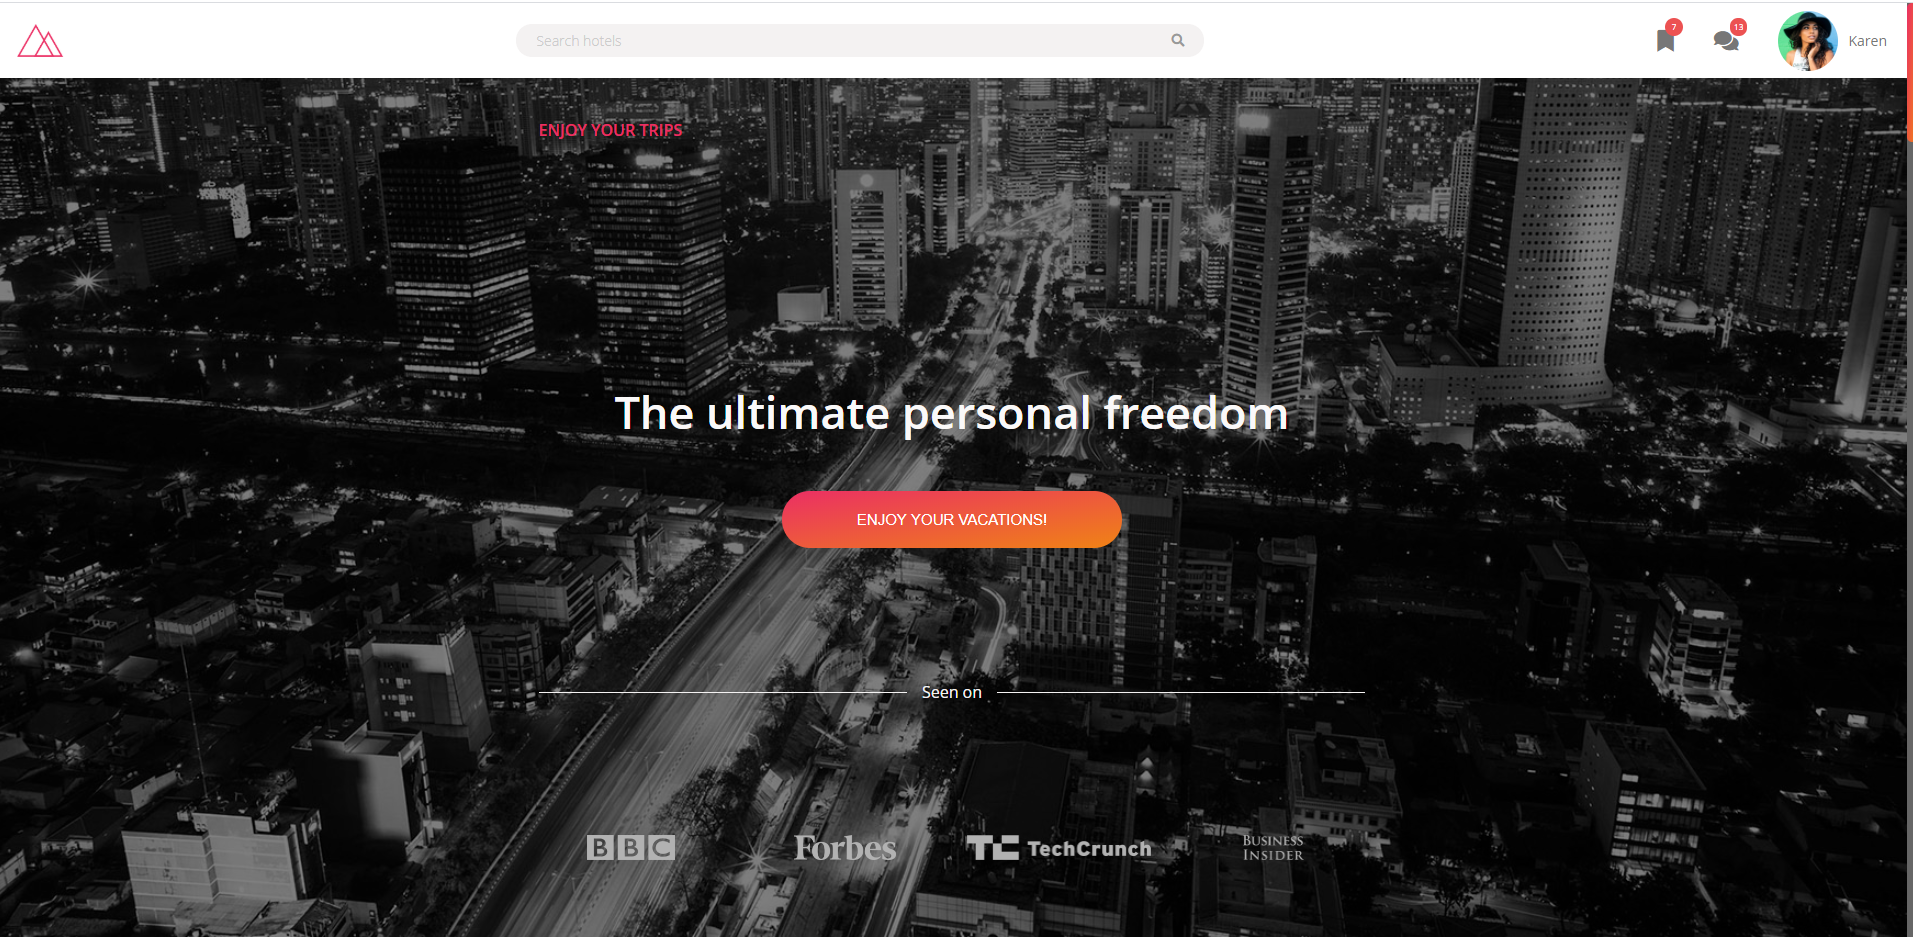 Search hotels
7
13
Karen
ENJOY YOUR TRIPS
The ultimate personal freedom
ENJOY YOUR VACATIONS!
Seen on
BBC
Forbes
TC TechCrunch
BUSINESS
INSIDER